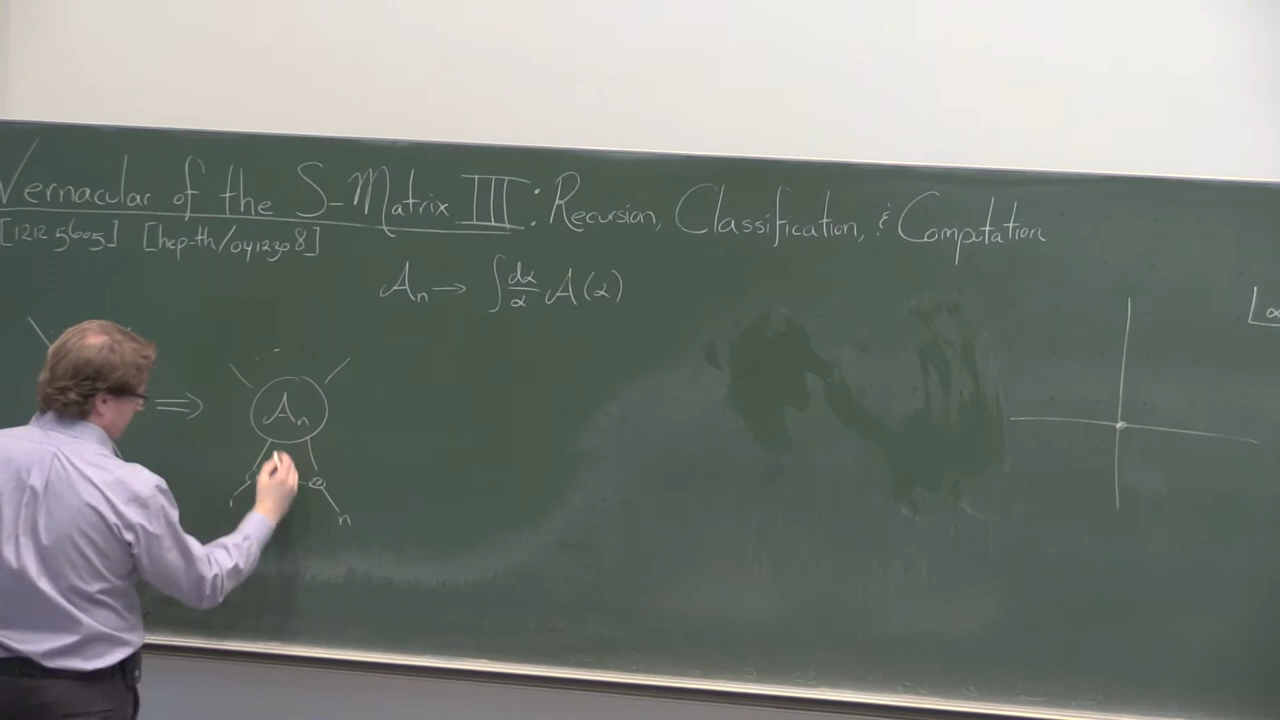 Vernacular of the S-Matrix III: Recursion, Classification, & Computation
[1212.5605] [hep-th/0412308]
Aₙ → ∫ dα/α A(α)
⇒ Aₙ
n